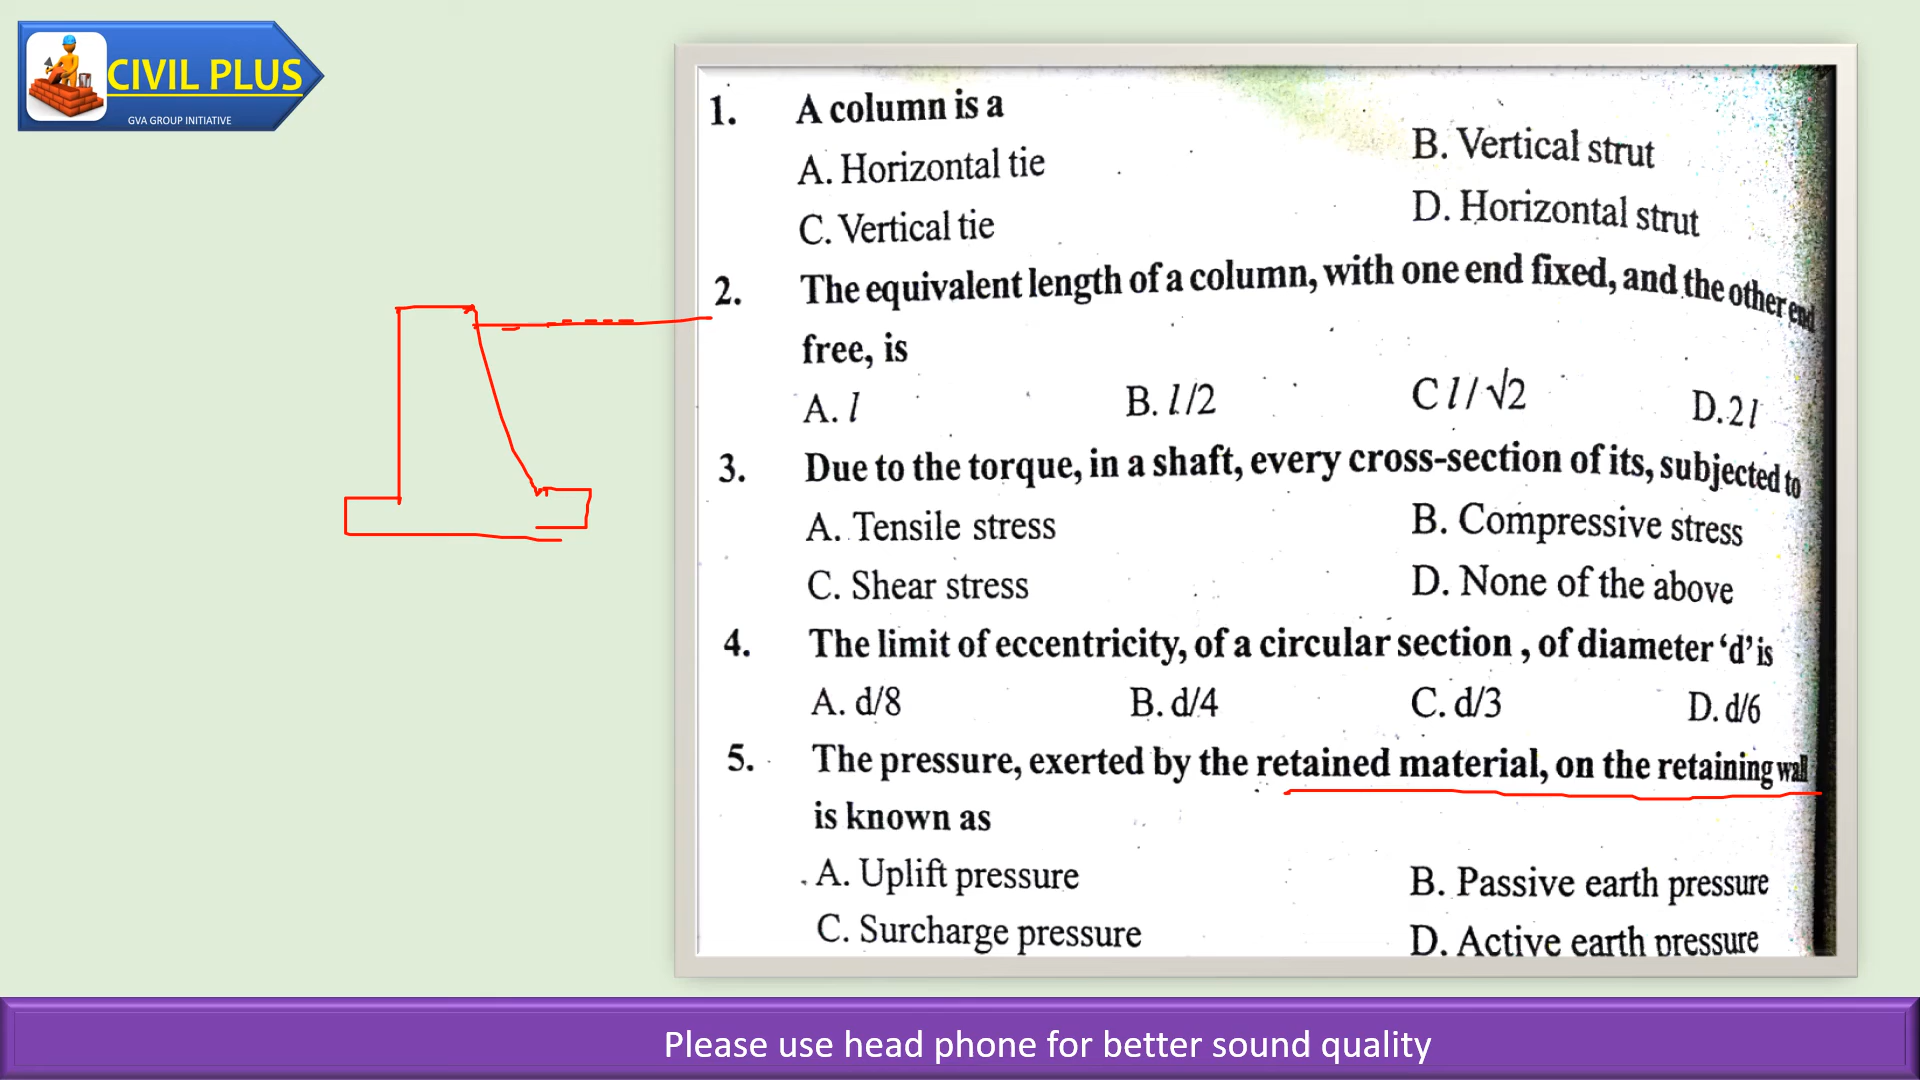 CIVIL PLUS
GVA GROUP INITIATIVE
1. A column is a
A. Horizontal tie B. Vertical strut
C. Vertical tie D. Horizontal strut
2. The equivalent length of a column, with one end fixed, and the other end
free, is
A. l B. l/2 C l/√2 D. 2l
3. Due to the torque, in a shaft, every cross-section of its, subjected to
A. Tensile stress B. Compressive stress
C. Shear stress D. None of the above
4. The limit of eccentricity, of a circular section , of diameter ‘d’ is
A. d/8 B. d/4 C. d/3 D. d/6
5. The pressure, exerted by the retained material, on the retaining wall
is known as
A. Uplift pressure B. Passive earth pressure
C. Surcharge pressure D. Active earth pressure
Please use head phone for better sound quality